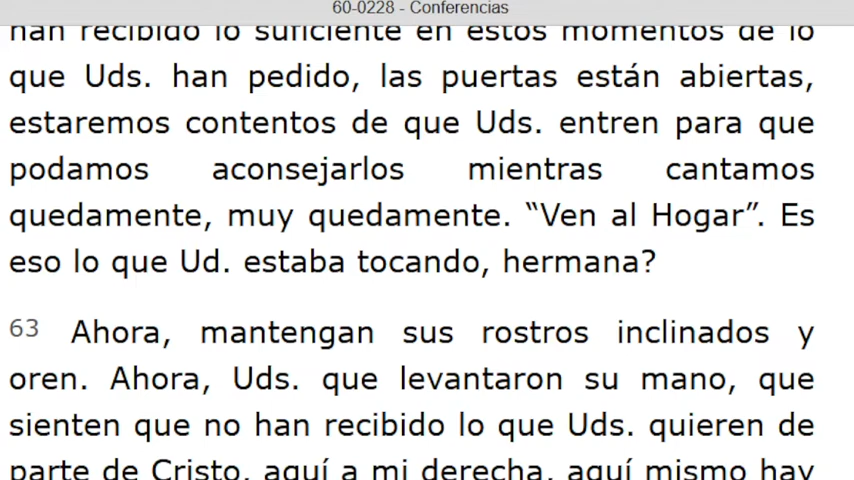 60-0228 - Conferencias
han recibido lo suficiente en estos momentos de lo
que Uds. han pedido, las puertas están abiertas,
estaremos contentos de que Uds. entren para que
podamos aconsejarlos mientras cantamos
quedamente, muy quedamente. “Ven al Hogar”. Es
eso lo que Ud. estaba tocando, hermana?
63 Ahora, mantengan sus rostros inclinados y
oren. Ahora, Uds. que levantaron su mano, que
sienten que no han recibido lo que Uds. quieren de
parte de Cristo, aquí a mi derecha, aquí mismo hay